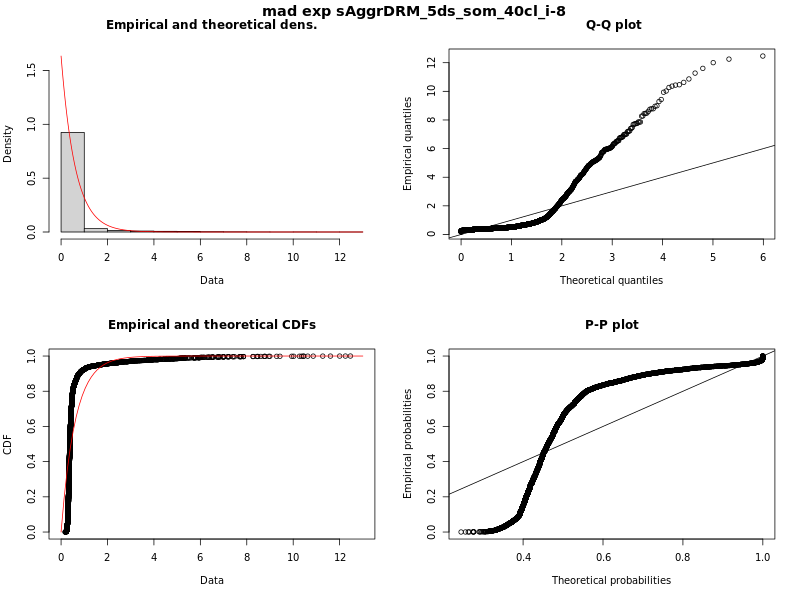 mad exp sAggrDRM_5ds_som_40cl_i-8
Empirical and theoretical dens.
Density
0.0 0.5 1.0 1.5
0 2 4 6 8 10 12
Data
Q-Q plot
Empirical quantiles
0 2 4 6 8 10 12
0 1 2 3 4 5 6
Theoretical quantiles
Empirical and theoretical CDFs
CDF
0.0 0.2 0.4 0.6 0.8 1.0
0 2 4 6 8 10 12
Data
P-P plot
Empirical probabilities
0.0 0.2 0.4 0.6 0.8 1.0
0.4 0.6 0.8 1.0
Theoretical probabilities